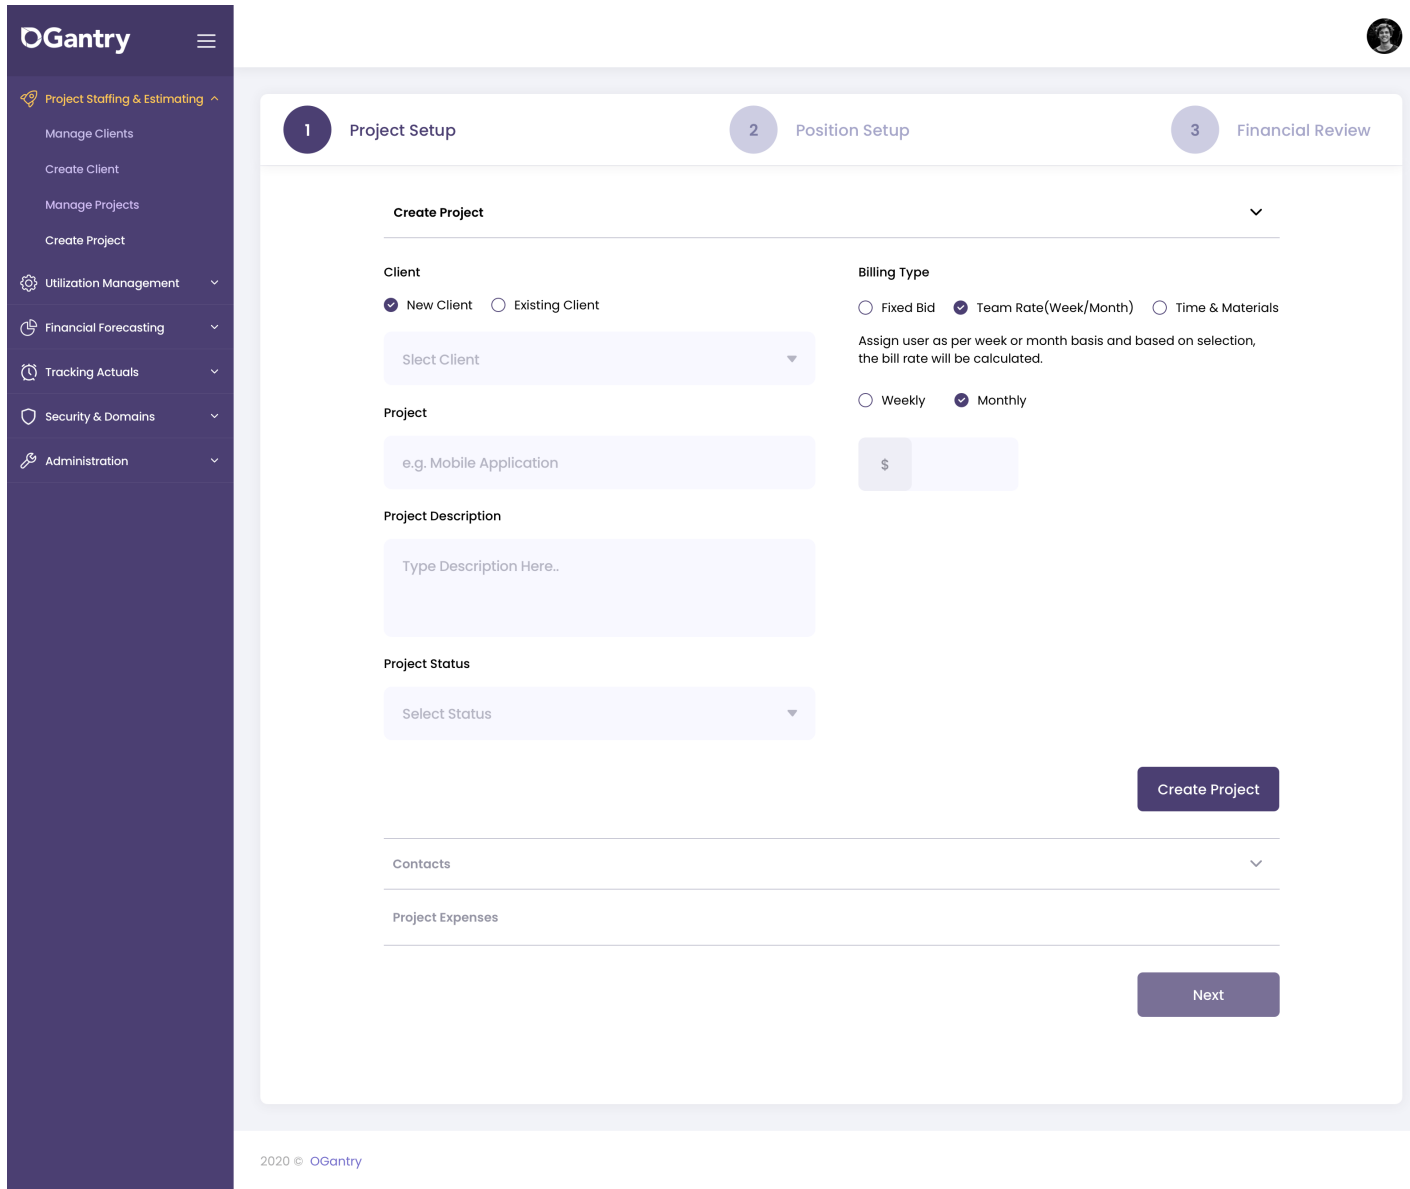 OGantry
Project Staffing & Estimating
Manage Clients
Create Client
Manage Projects
Create Project
Utilization Management
Financial Forecasting
Tracking Actuals
Security & Domains
Administration
1 Project Setup
2 Position Setup
3 Financial Review
Create Project
Client
New Client Existing Client
Slect Client
Project
e.g. Mobile Application
Project Description
Type Description Here..
Project Status
Select Status
Billing Type
Fixed Bid Team Rate(Week/Month) Time & Materials
Assign user as per week or month basis and based on selection,
the bill rate will be calculated.
Weekly Monthly
$
Create Project
Contacts
Project Expenses
Next
2020 © OGantry